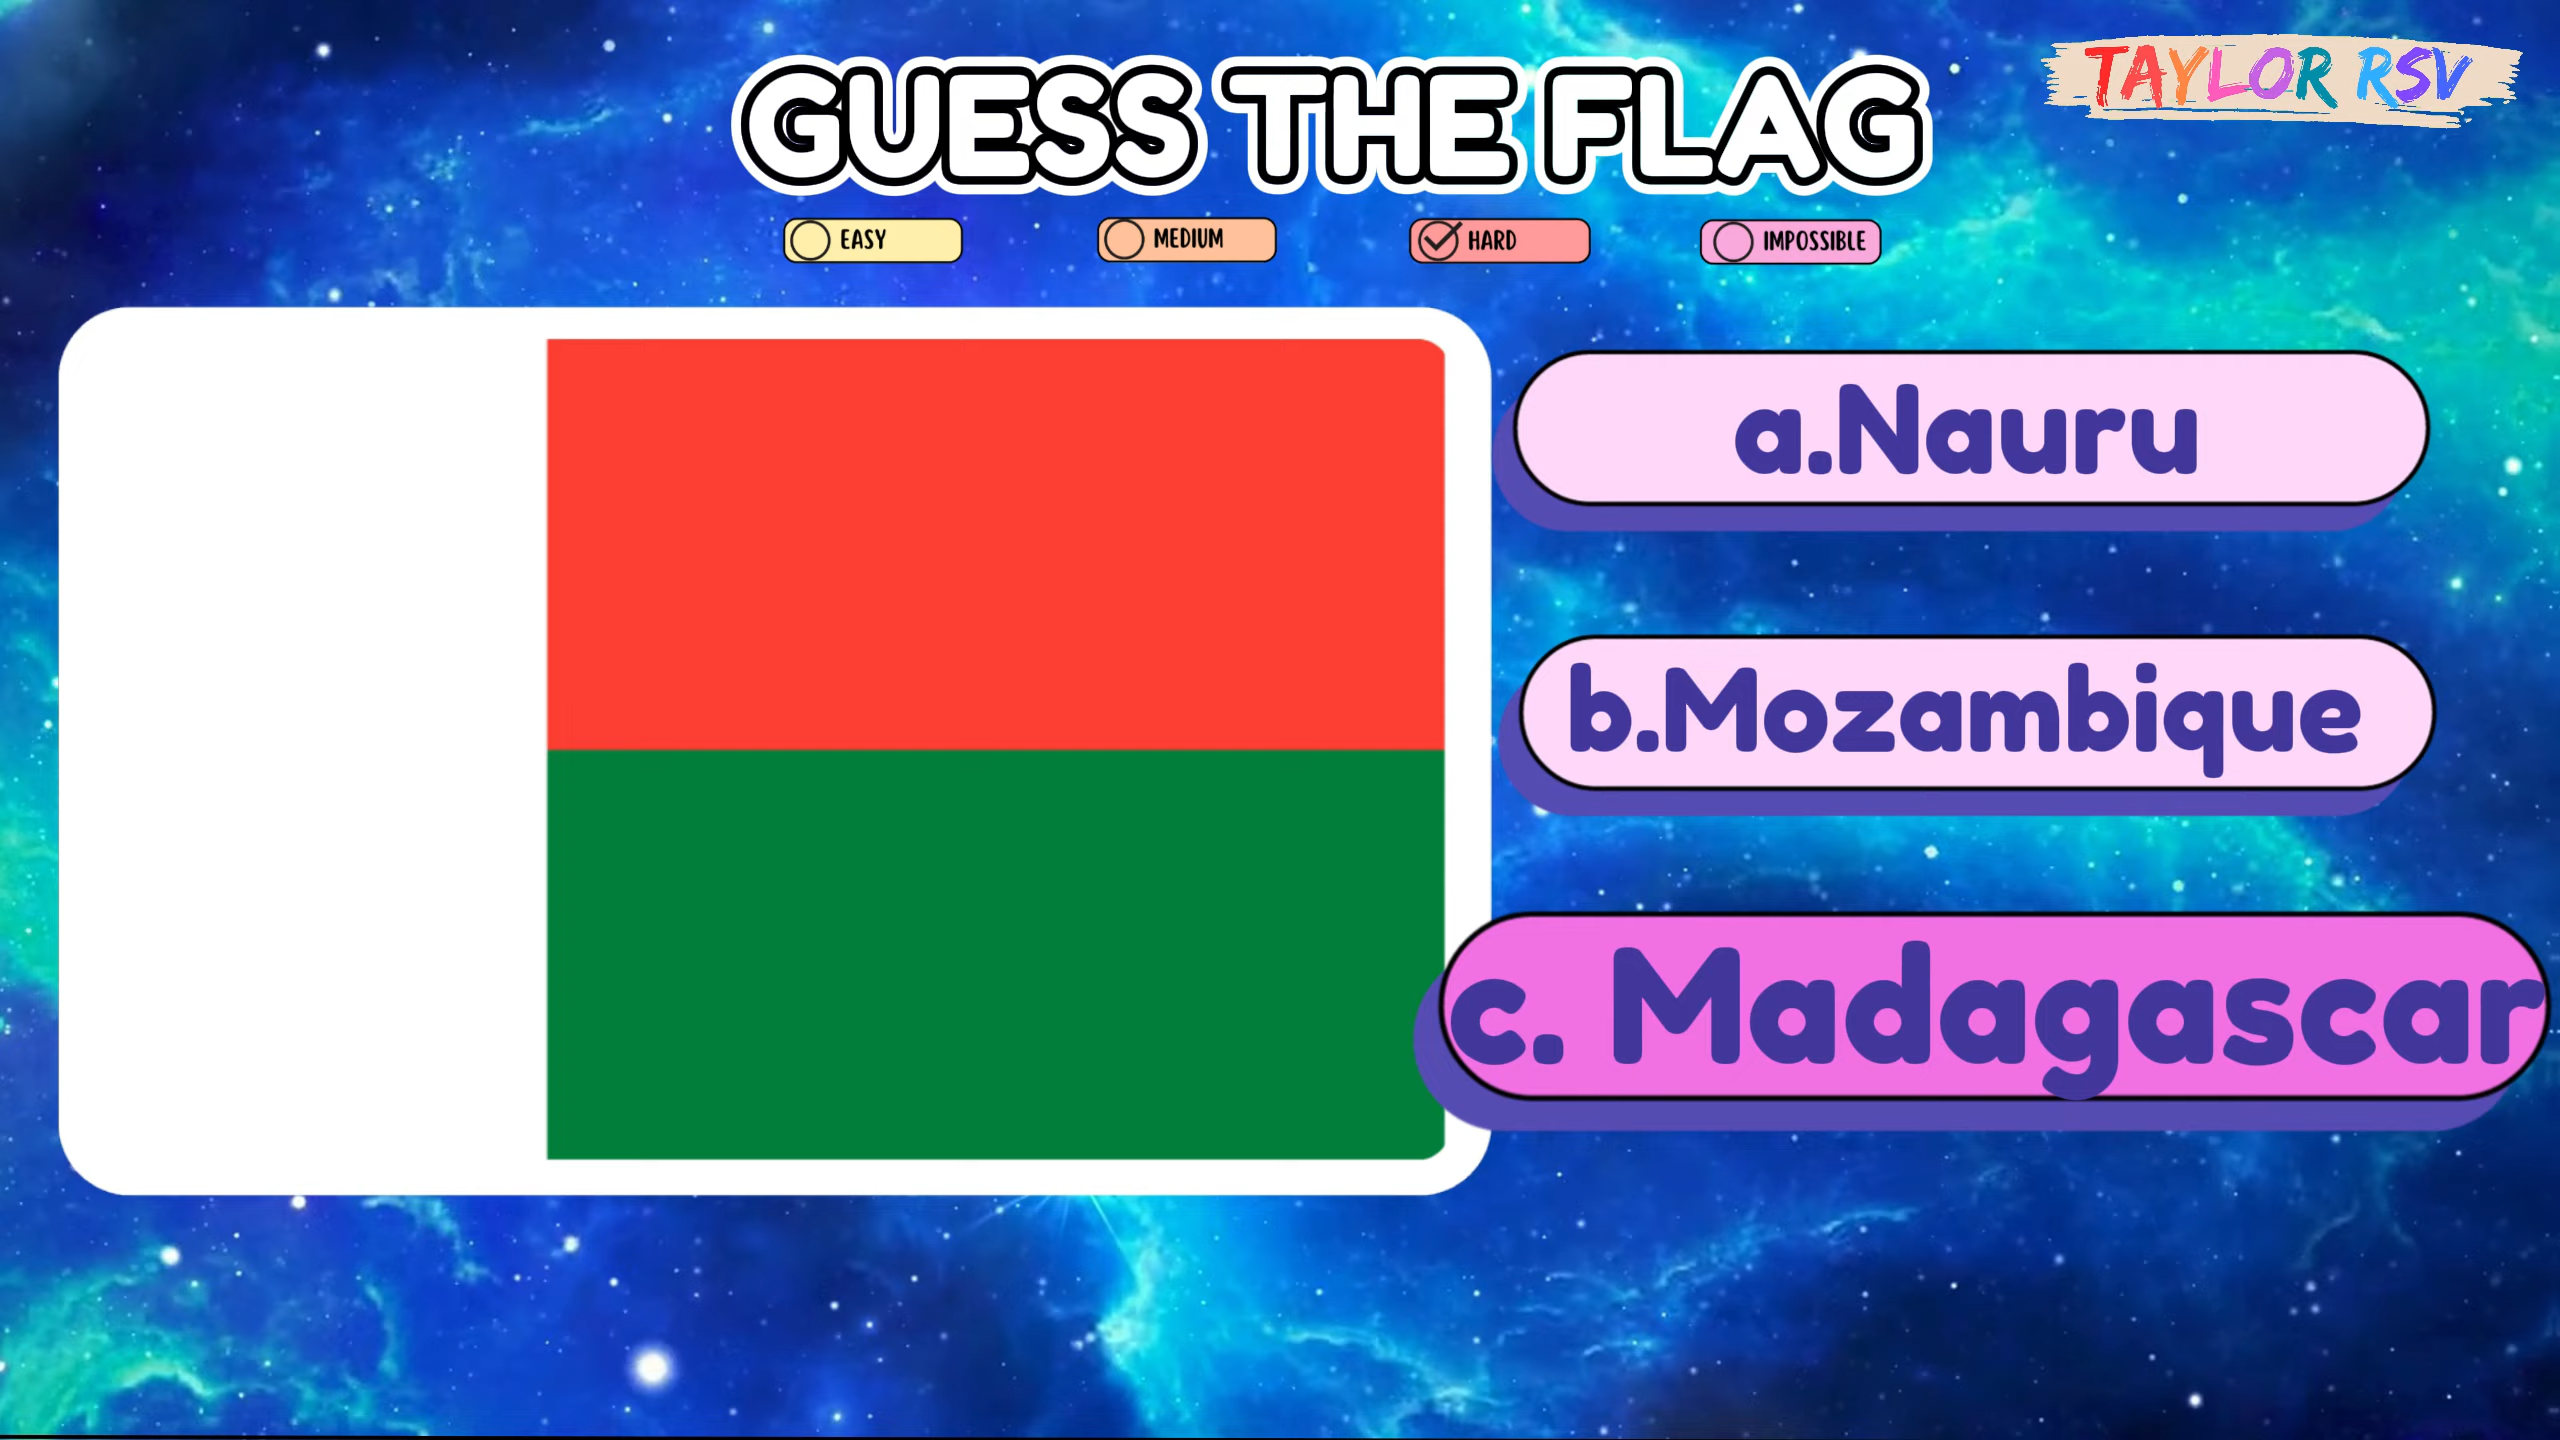 GUESS THE FLAG
TAYLOR RSV
EASY
MEDIUM
HARD
IMPOSSIBLE
a.Nauru
b.Mozambique
c. Madagascar